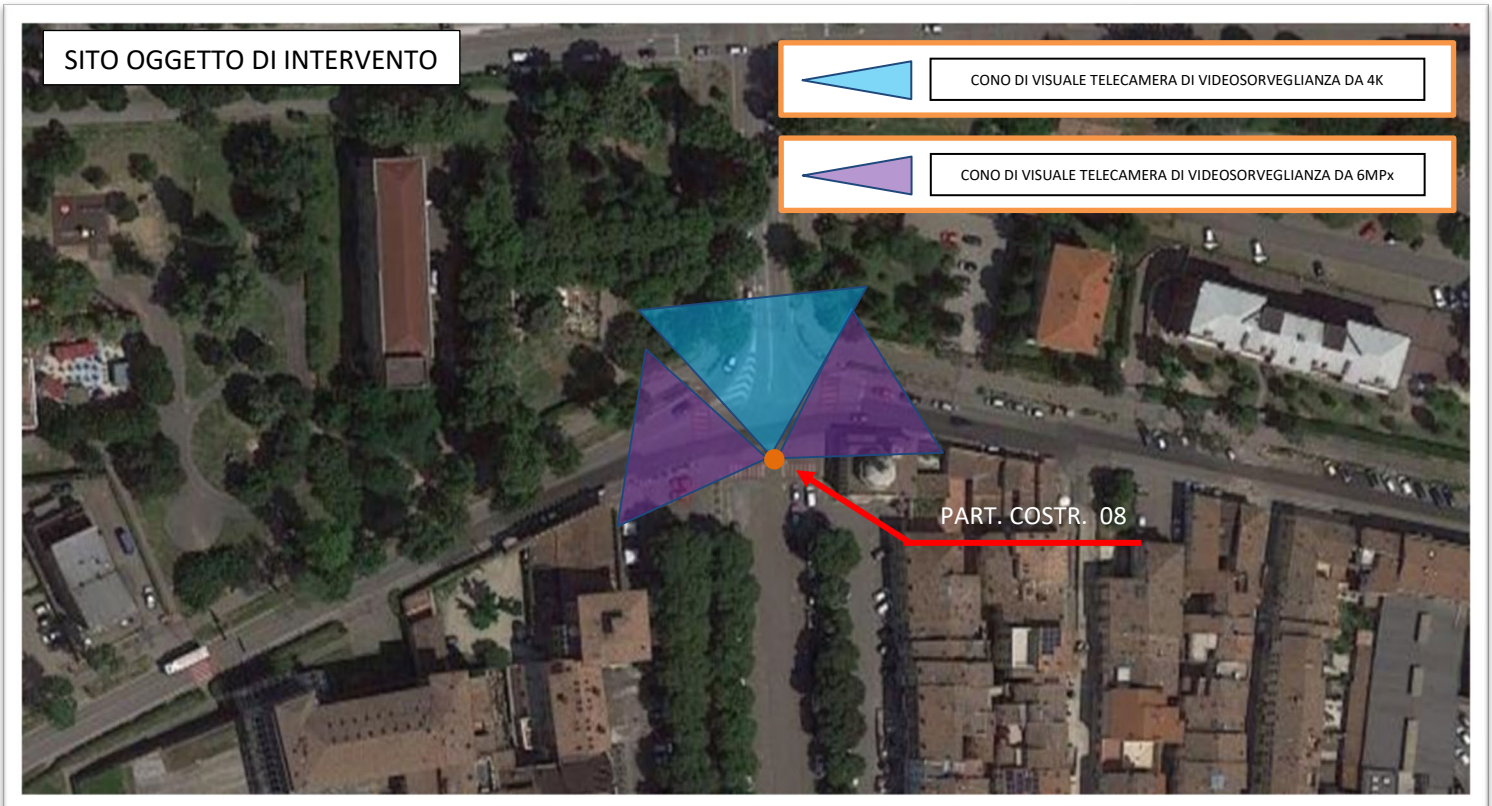 SITO OGGETTO DI INTERVENTO
CONO DI VISUALE TELECAMERA DI VIDEOSORVEGLIANZA DA 4K
CONO DI VISUALE TELECAMERA DI VIDEOSORVEGLIANZA DA 6MPx
PART. COSTR. 08